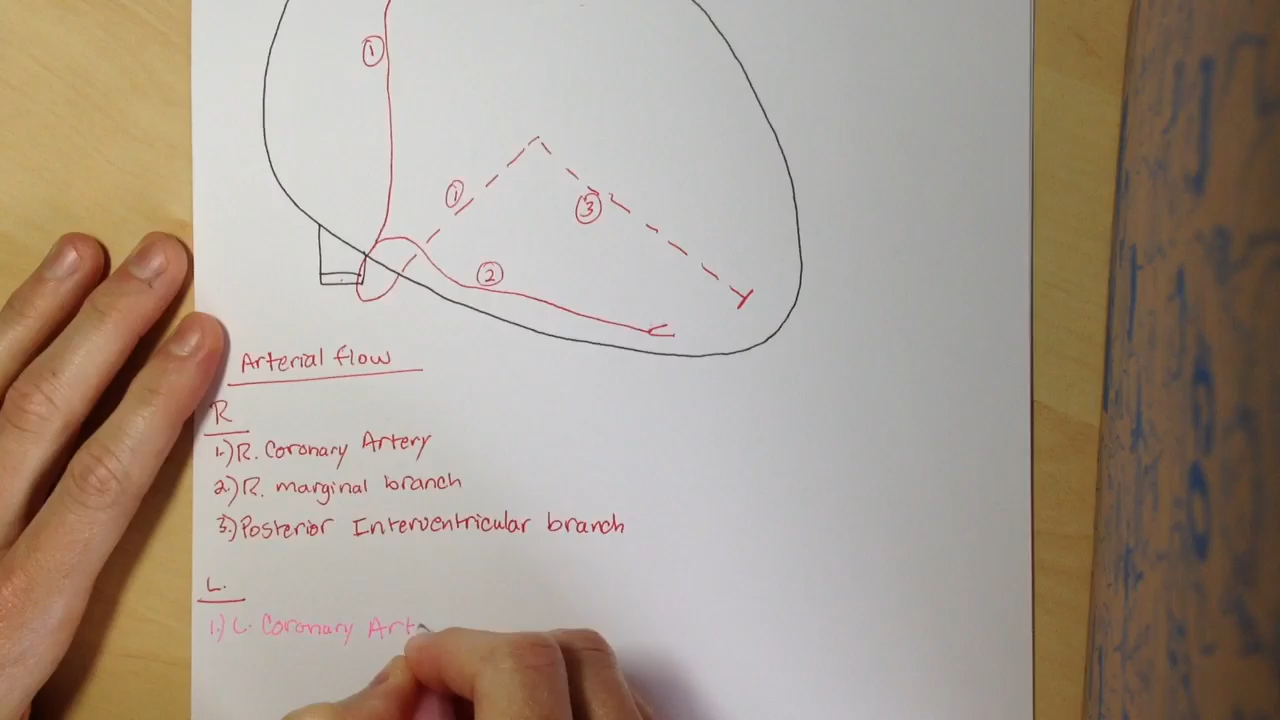 ①
①
③
②
Arterial flow
R
1.) R. Coronary Artery
2.) R. marginal branch
3.) Posterior Interventricular branch
L.
1.) L. Coronary Art